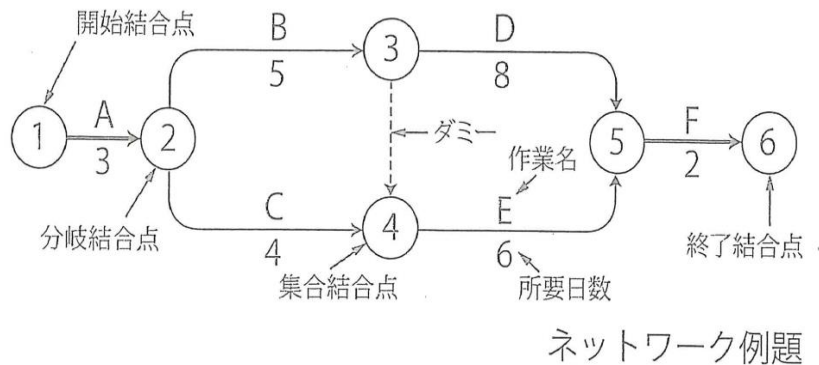 開始結合点
B
5
3
D
8
1
A
3
2
ダミー
5
F
2
6
作業名
分岐結合点
C
4
4
E
6
集合結合点
所要日数
終了結合点
ネットワーク例題